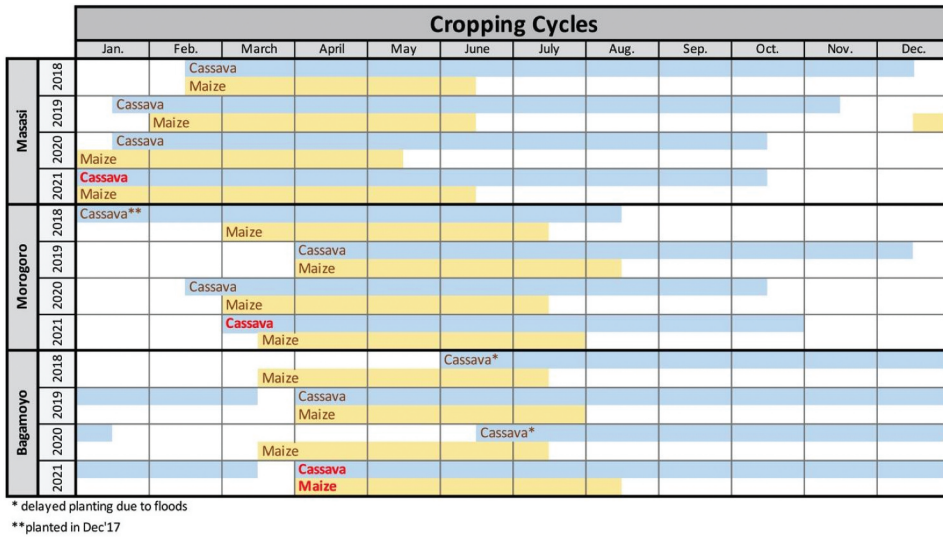 Cropping Cycles
Jan. Feb. March April May June July Aug. Sep. Oct. Nov. Dec.
Masasi
2018
Cassava
Maize
2019
Cassava
Maize
2020
Cassava
Maize
2021
Cassava
Maize
Morogoro
2018
Cassava**
Maize
2019
Cassava
Maize
2020
Cassava
Maize
2021
Cassava
Maize
Bagamoyo
2018
Cassava*
Maize
2019
Cassava
Maize
2020
Cassava*
Maize
2021
Cassava
Maize
* delayed planting due to floods
**planted in Dec'17